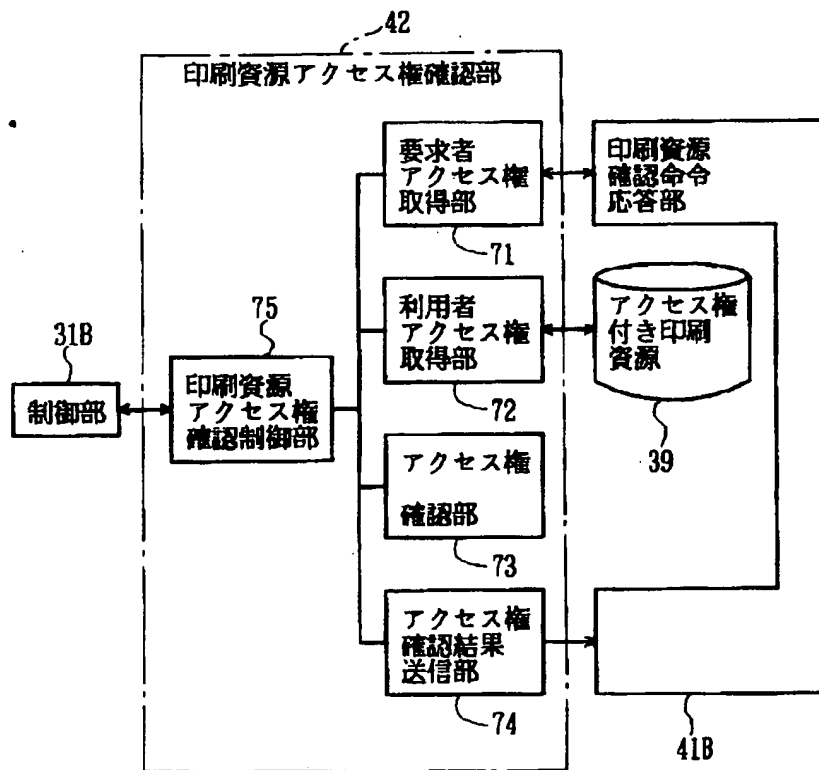 42
印刷資源アクセス権確認部
要求者
アクセス権
取得部
71
印刷資源
確認命令
応答部
利用者
アクセス権
取得部
72
アクセス権
付き印刷
資源
39
31B
制御部
75
印刷資源
アクセス権
確認制御部
アクセス権
確認部
73
アクセス権
確認結果
送信部
74
41B